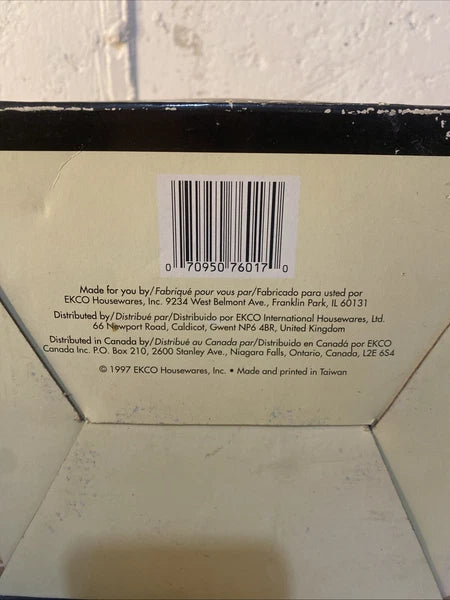 0 70950 76017 0
Made for you by/Fabriqué pour vous par/Fabricado para usted por
EKCO Housewares, Inc. 9234 West Belmont Ave., Franklin Park, IL 60131
Distributed by/Distribué par/Distribuido por EKCO International Housewares, Ltd.
66 Newport Road, Caldicot, Gwent NP6 4BR, United Kingdom
Distributed in Canada by/Distribué au Canada par/Distribuido en Canadá por EKCO
Canada Inc. P.O. Box 210, 2600 Stanley Ave., Niagara Falls, Ontario, Canada, L2E 6S4
© 1997 EKCO Housewares, Inc. • Made and printed in Taiwan